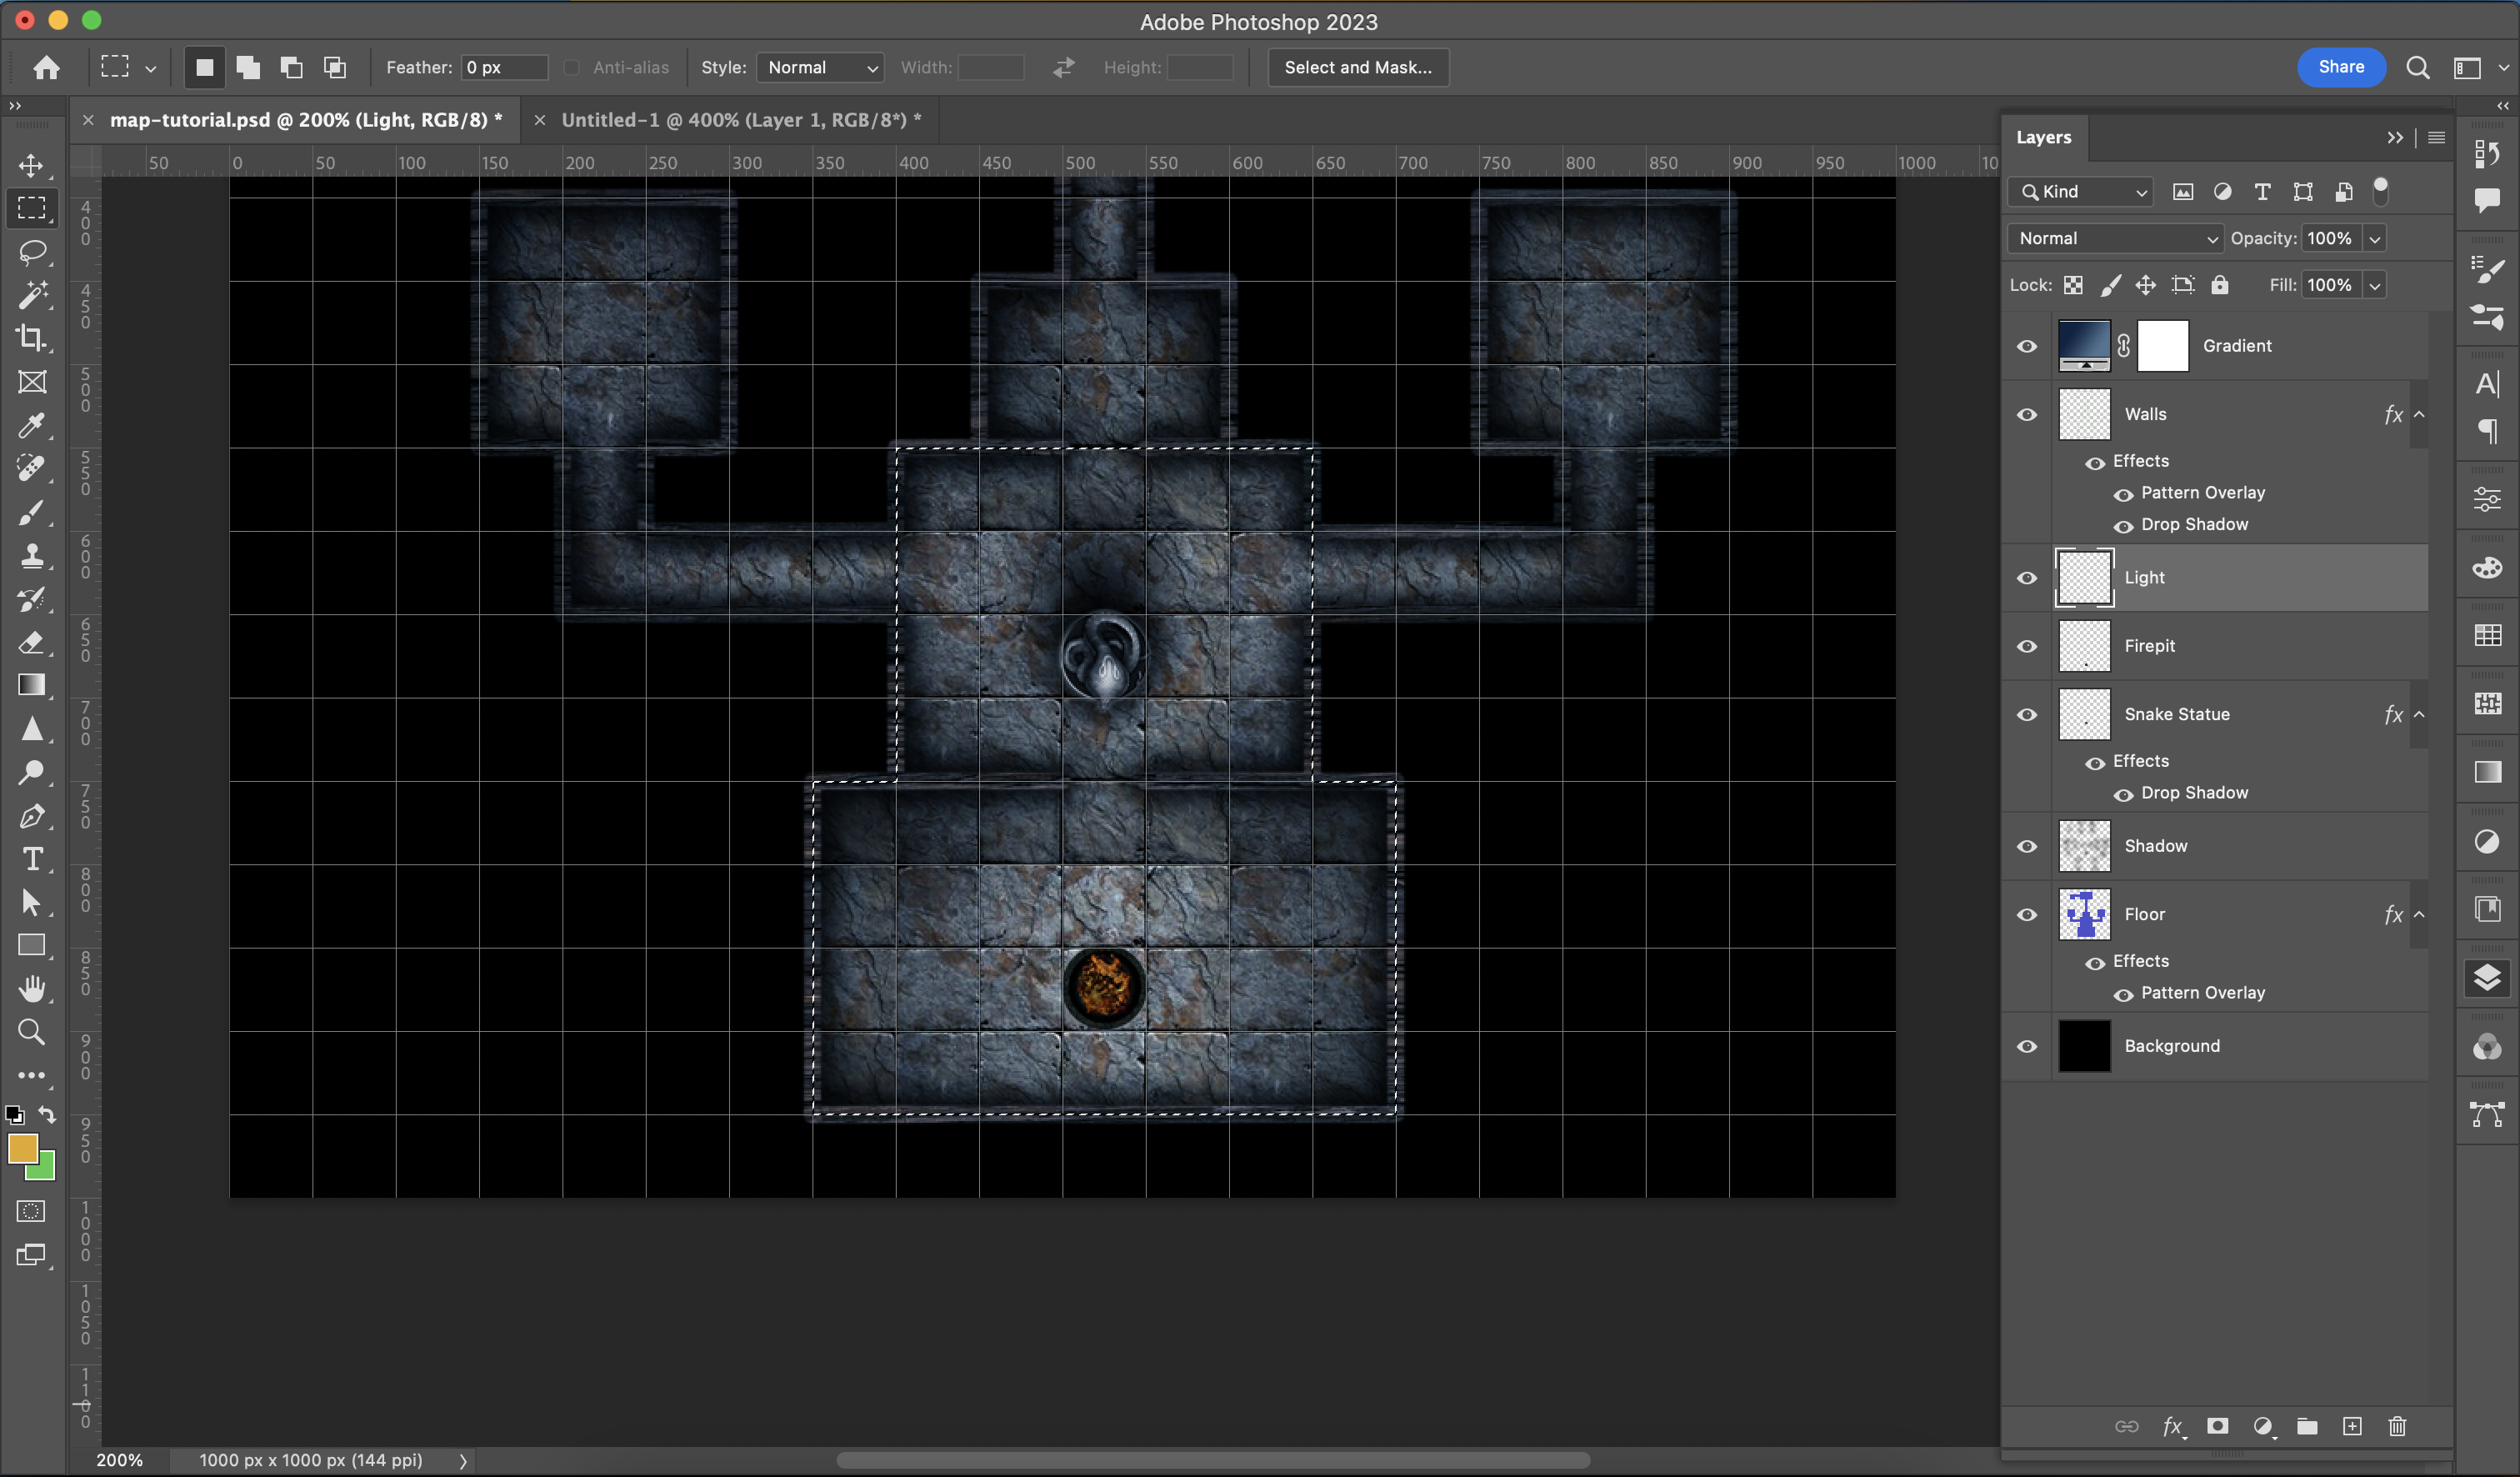 Adobe Photoshop 2023
Feather: 0 px Anti-alias Style: Normal Width: Height: Select and Mask... Share
map-tutorial.psd @ 200% (Light, RGB/8) * Untitled-1 @ 400% (Layer 1, RGB/8*) *
50 0 50 100 150 200 250 300 350 400 450 500 550 600 650 700 750 800 850 900 950 1000 10
400
450
500
550
600
650
700
750
800
850
900
950
1000
1050
1100
Layers
Kind
Normal Opacity: 100%
Lock: Fill: 100%
Gradient
Walls fx
Effects
Pattern Overlay
Drop Shadow
Light
Firepit
Snake Statue fx
Effects
Drop Shadow
Shadow
Floor fx
Effects
Pattern Overlay
Background
fx
200% 1000 px x 1000 px (144 ppi)